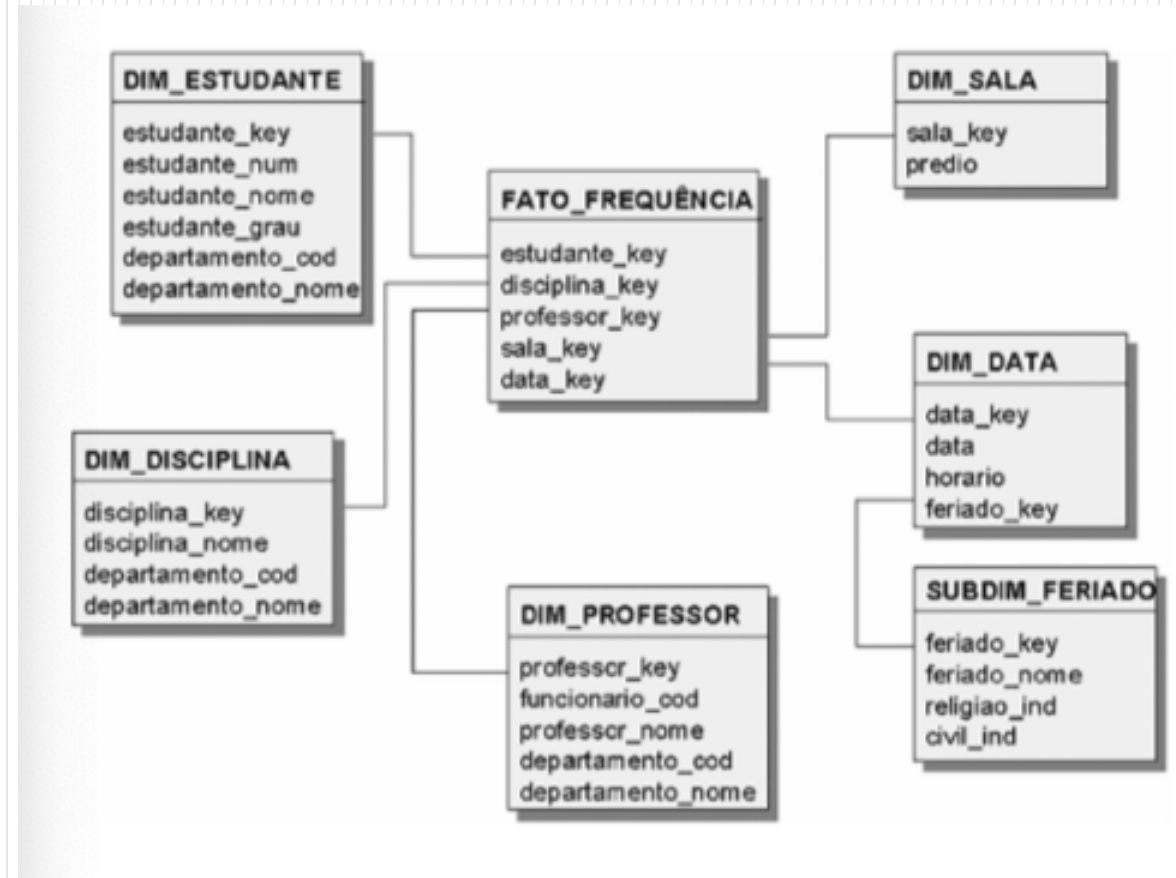 DIM_ESTUDANTE
estudante_key
estudante_num
estudante_nome
estudante_grau
departamento_cod
departamento_nome
DIM_SALA
sala_key
predio
FATO_FREQUÊNCIA
estudante_key
disciplina_key
professor_key
sala_key
data_key
DIM_DATA
data_key
data
horario
feriado_key
DIM_DISCIPLINA
disciplina_key
disciplina_nome
departamento_cod
departamento_nome
DIM_PROFESSOR
professor_key
funcionario_cod
professor_nome
departamento_cod
departamento_nome
SUBDIM_FERIADO
feriado_key
feriado_nome
religiao_ind
civil_ind